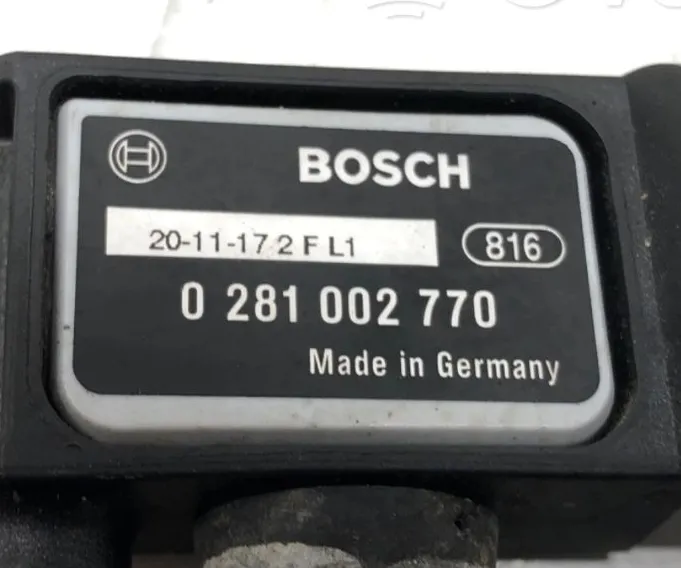 BOSCH
20-11-17 2 F L1
816
0 281 002 770
Made in Germany